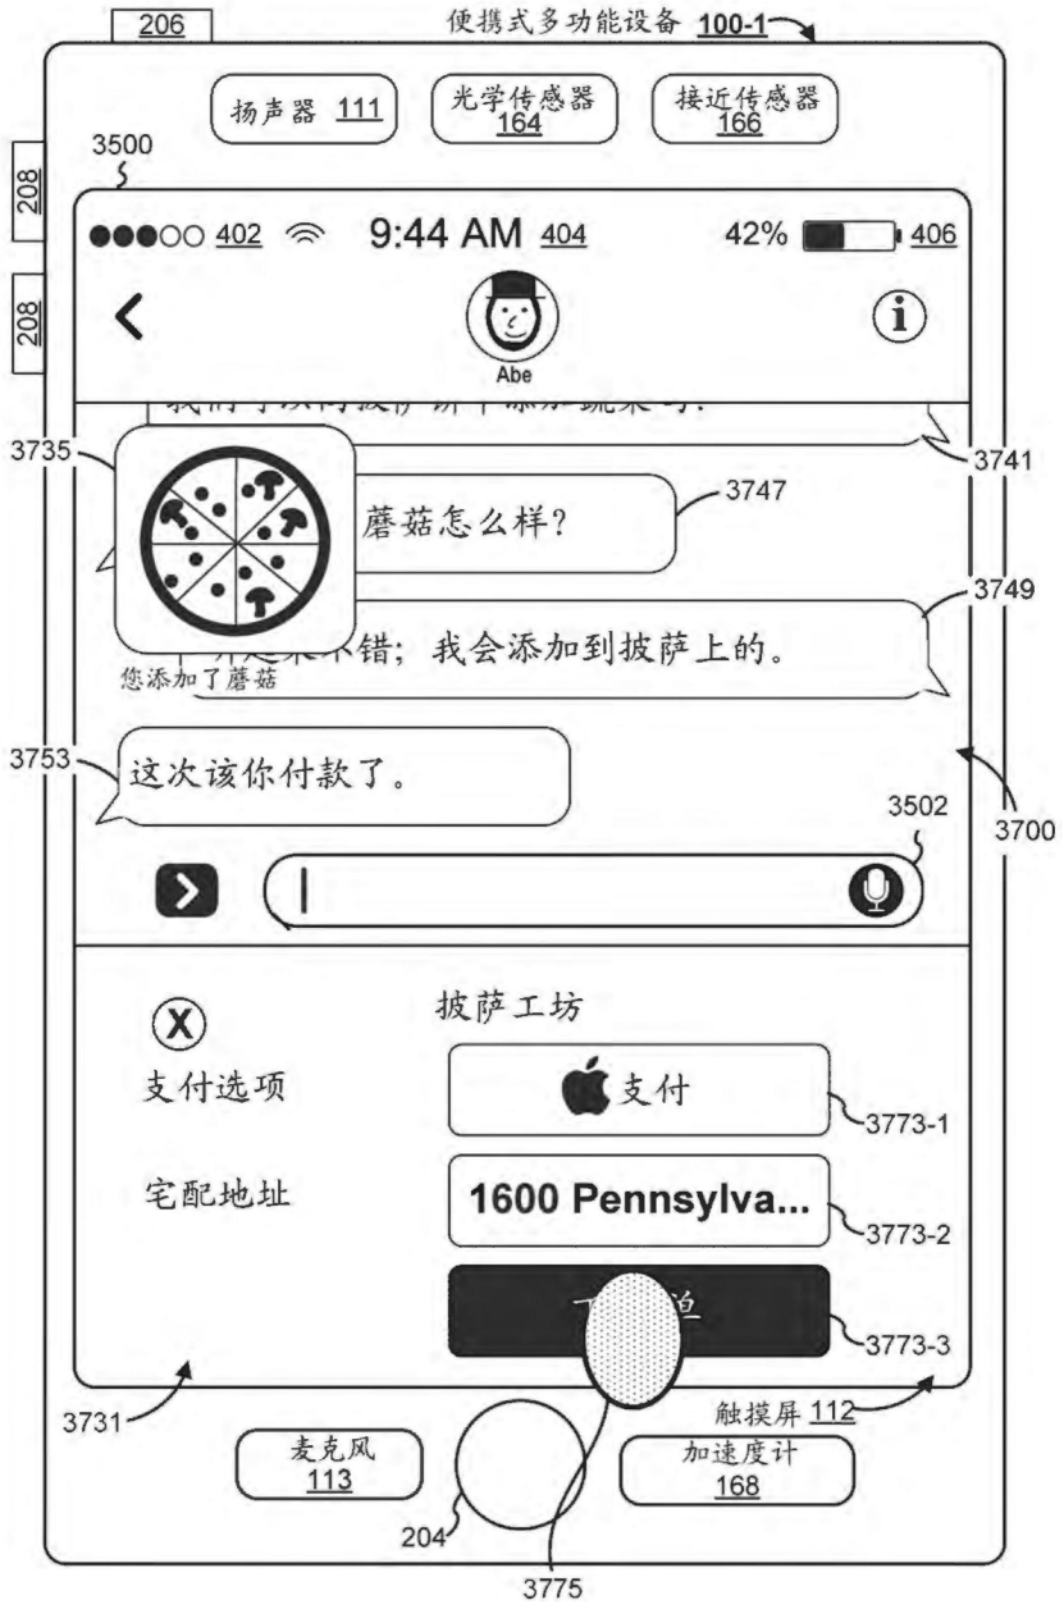 206
便携式多功能设备 100-1
扬声器 111
光学传感器 164
接近传感器 166
3500
208
402
9:44 AM 404
42% 406
208
i
Abe
3735
3741
3747
蘑菇怎么样?
3749
不错; 我会添加到披萨上的。
您添加了蘑菇
3753
这次该你付款了。
3502
3700
披萨工坊
X
支付选项
支付
3773-1
宅配地址
1600 Pennsylva...
3773-2
3773-3
3731
触摸屏 112
麦克风 113
加速度计 168
204
3775